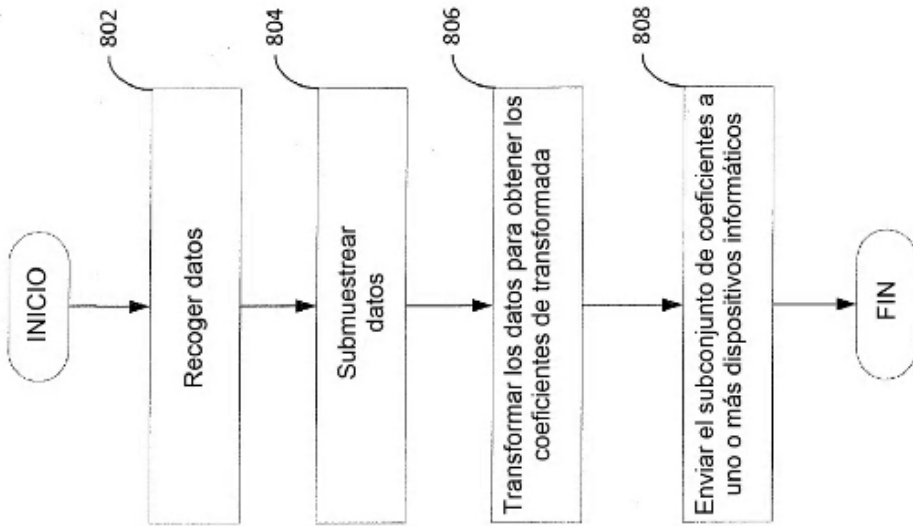 INICIO
802
Recoger datos
804
Submuestrear
datos
806
Transformar los datos para obtener los
coeficientes de transformada
808
Enviar el subconjunto de coeficientes a
uno o más dispositivos informáticos
FIN